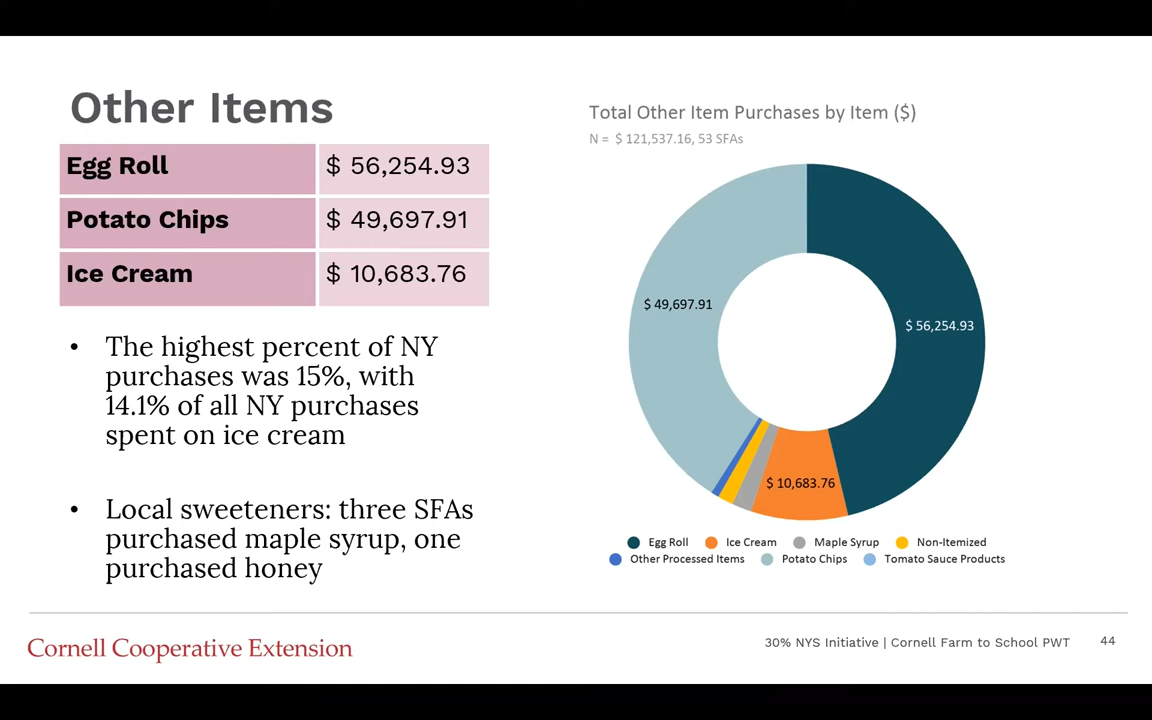 Other Items
Egg Roll $ 56,254.93
Potato Chips $ 49,697.91
Ice Cream $ 10,683.76
• The highest percent of NY
purchases was 15%, with
14.1% of all NY purchases
spent on ice cream
• Local sweeteners: three SFAs
purchased maple syrup, one
purchased honey
Total Other Item Purchases by Item ($)
N = $ 121,537.16, 53 SFAs
$ 49,697.91
$ 56,254.93
$ 10,683.76
Egg Roll Ice Cream Maple Syrup Non-Itemized
Other Processed Items Potato Chips Tomato Sauce Products
Cornell Cooperative Extension
30% NYS Initiative | Cornell Farm to School PWT 44